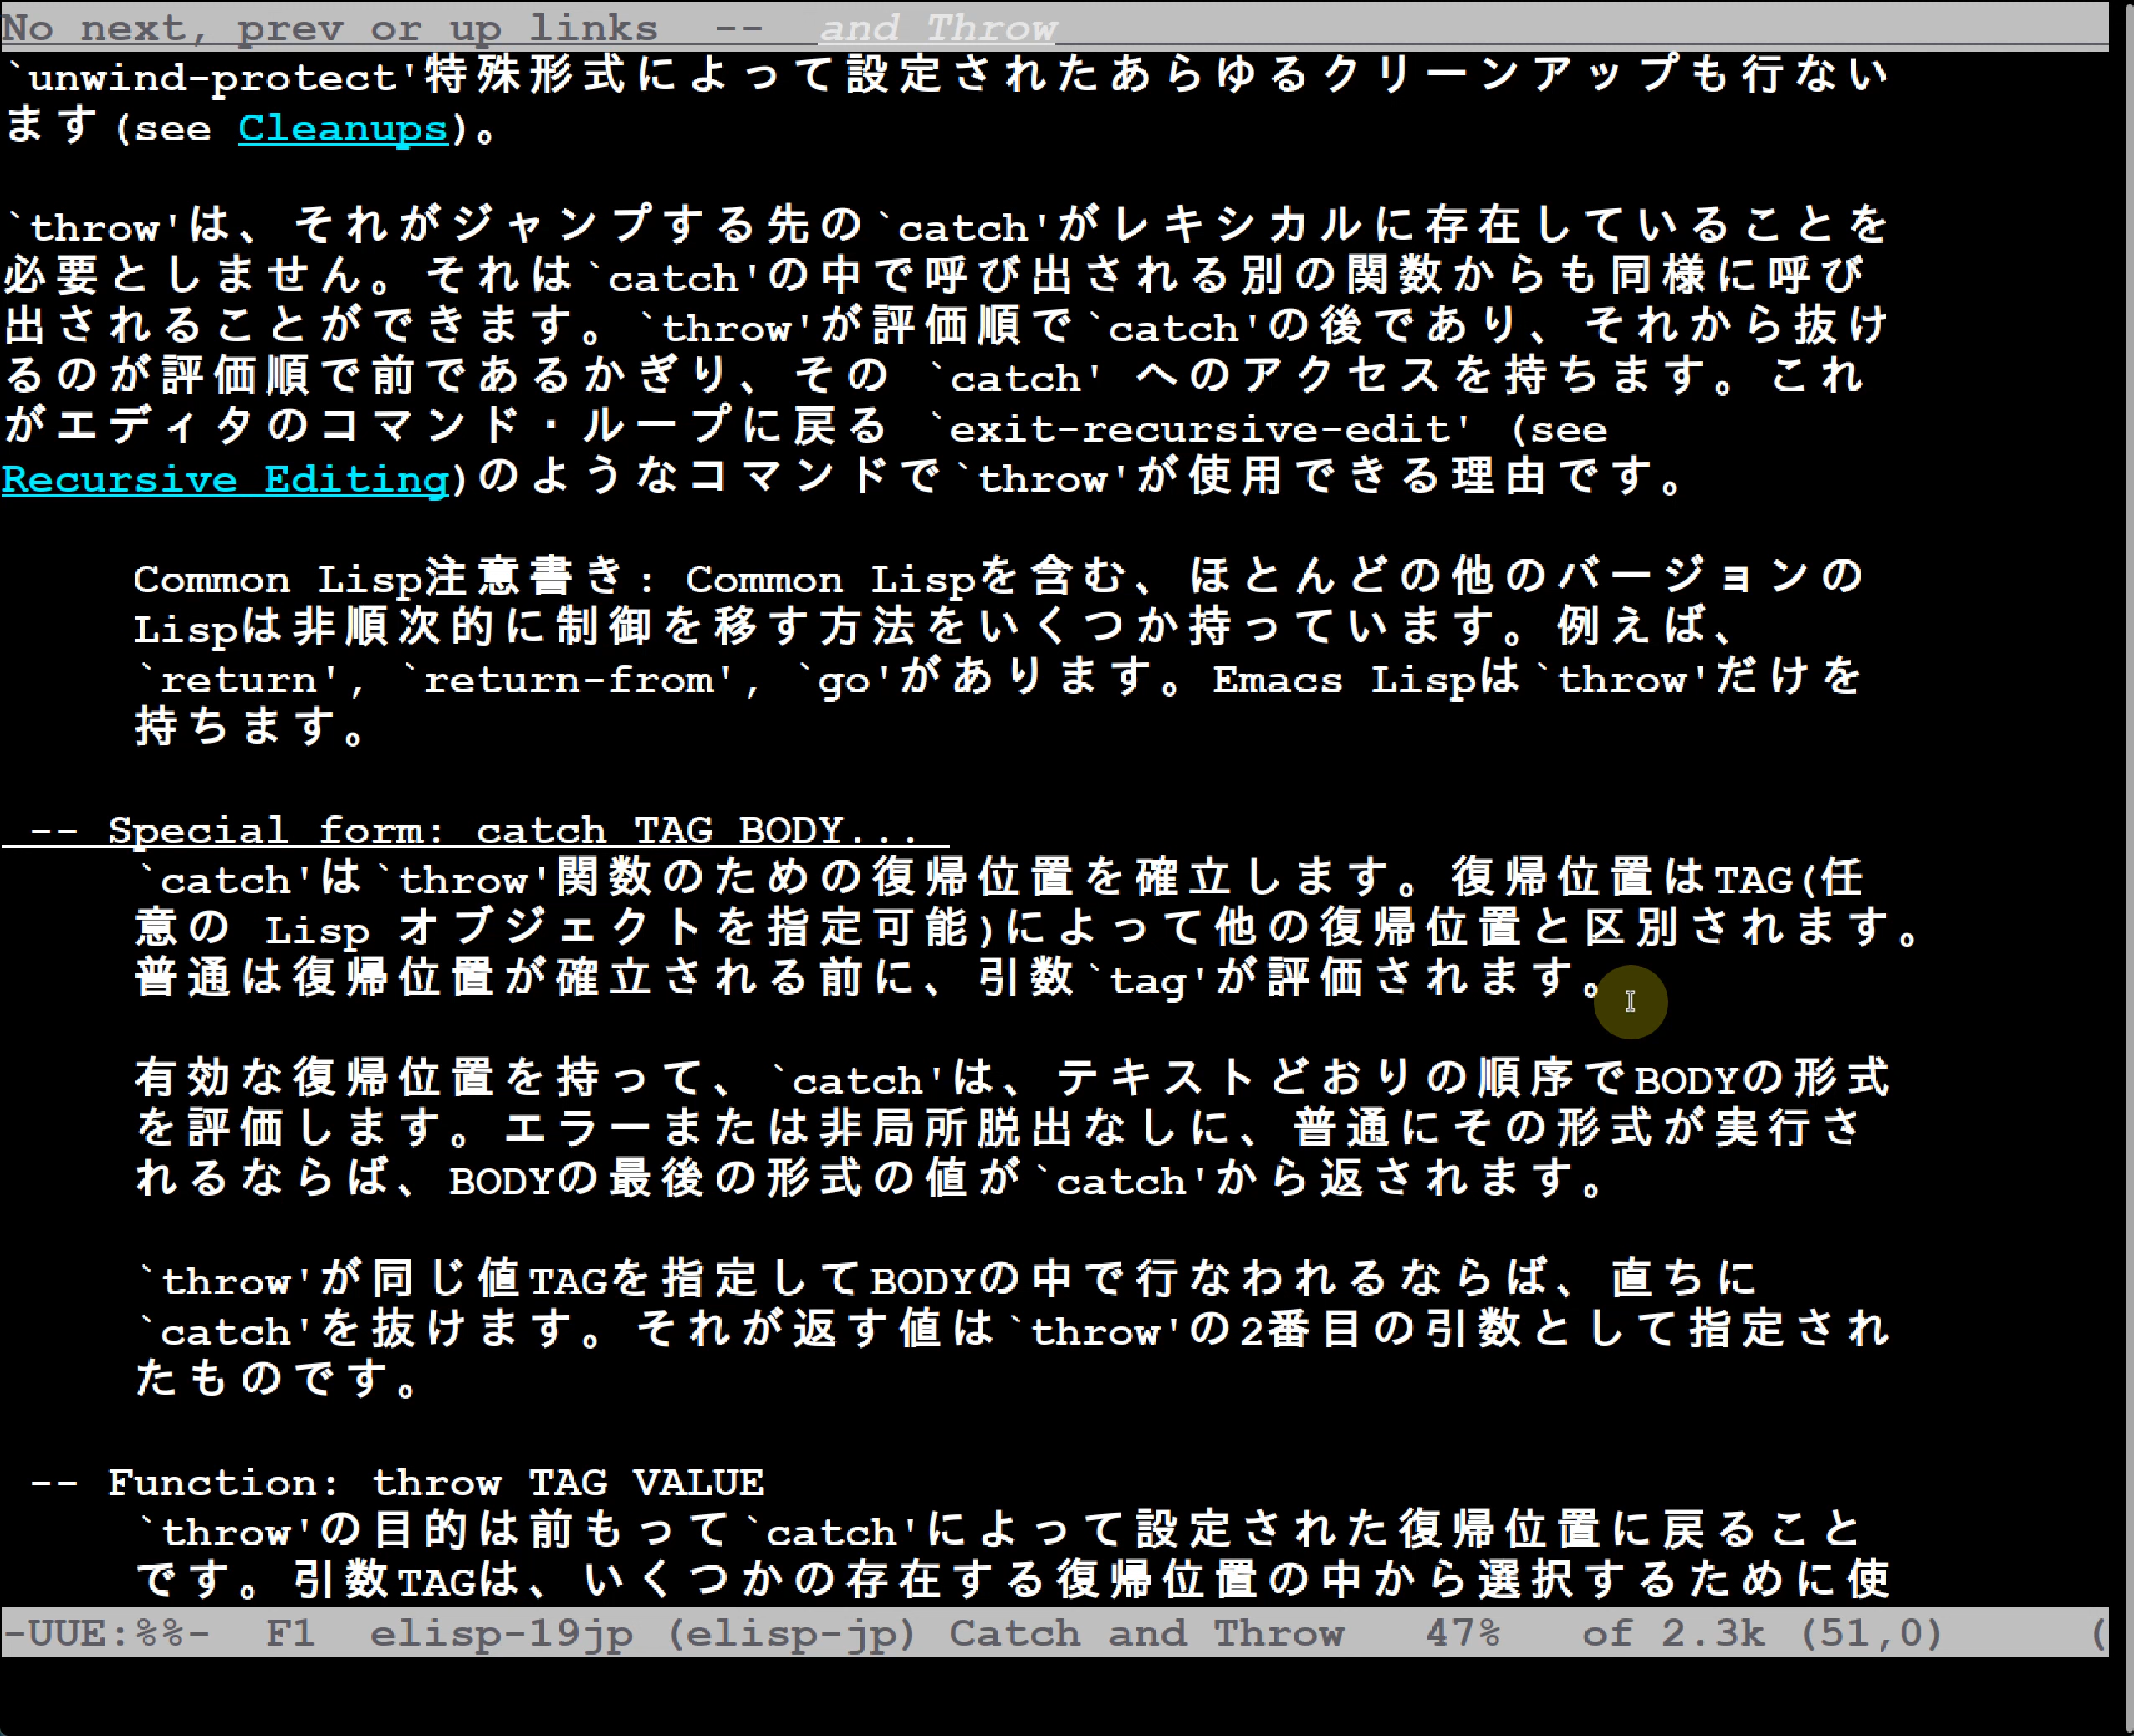 No next, prev or up links  --  and Throw
`unwind-protect'特殊形式によって設定されたあらゆるクリーンアップも行ない
ます(see Cleanups)。
`throw'は、それがジャンプする先の`catch'がレキシカルに存在していることを
必要としません。それは`catch'の中で呼び出される別の関数からも同様に呼び
出されることができます。`throw'が評価順で`catch'の後であり、それから抜け
るのが評価順で前であるかぎり、その `catch' へのアクセスを持ちます。これ
がエディタのコマンド・ループに戻る `exit-recursive-edit' (see
Recursive Editing)のようなコマンドで`throw'が使用できる理由です。
Common Lisp注意書き: Common Lispを含む、ほとんどの他のバージョンの
Lispは非順次的に制御を移す方法をいくつか持っています。例えば、
`return', `return-from', `go'があります。Emacs Lispは`throw'だけを
持ちます。
-- Special form: catch TAG BODY...
`catch'は`throw'関数のための復帰位置を確立します。復帰位置はTAG(任
意の Lisp オブジェクトを指定可能)によって他の復帰位置と区別されます。
普通は復帰位置が確立される前に、引数`tag'が評価されます。
有効な復帰位置を持って、`catch'は、テキストどおりの順序でBODYの形式
を評価します。エラーまたは非局所脱出なしに、普通にその形式が実行さ
れるならば、BODYの最後の形式の値が`catch'から返されます。
`throw'が同じ値TAGを指定してBODYの中で行なわれるならば、直ちに
`catch'を抜けます。それが返す値は`throw'の2番目の引数として指定され
たものです。
-- Function: throw TAG VALUE
`throw'の目的は前もって`catch'によって設定された復帰位置に戻ること
です。引数TAGは、いくつかの存在する復帰位置の中から選択するために使
-UUE:%%-  F1  elisp-19jp (elisp-jp) Catch and Throw   47%   of 2.3k (51,0)     (